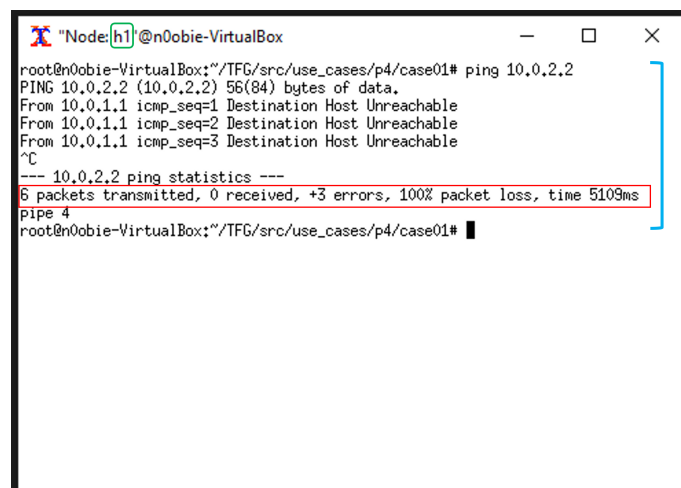 "Node: h1"@n0obie-VirtualBox
root@n0obie-VirtualBox:~/TFG/src/use_cases/p4/case01# ping 10.0.2.2
PING 10.0.2.2 (10.0.2.2) 56(84) bytes of data.
From 10.0.1.1 icmp_seq=1 Destination Host Unreachable
From 10.0.1.1 icmp_seq=2 Destination Host Unreachable
From 10.0.1.1 icmp_seq=3 Destination Host Unreachable
^C
--- 10.0.2.2 ping statistics ---
6 packets transmitted, 0 received, +3 errors, 100% packet loss, time 5109ms
pipe 4
root@n0obie-VirtualBox:~/TFG/src/use_cases/p4/case01#